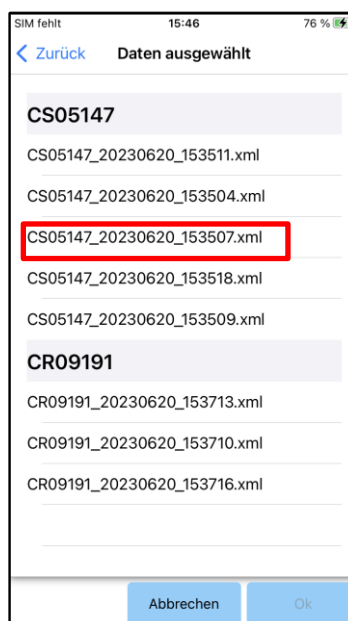 SIM fehlt 15:46 76 %
Zurück Daten ausgewählt
CS05147
CS05147_20230620_153511.xml
CS05147_20230620_153504.xml
CS05147_20230620_153507.xml
CS05147_20230620_153518.xml
CS05147_20230620_153509.xml
CR09191
CR09191_20230620_153713.xml
CR09191_20230620_153710.xml
CR09191_20230620_153716.xml
Abbrechen Ok